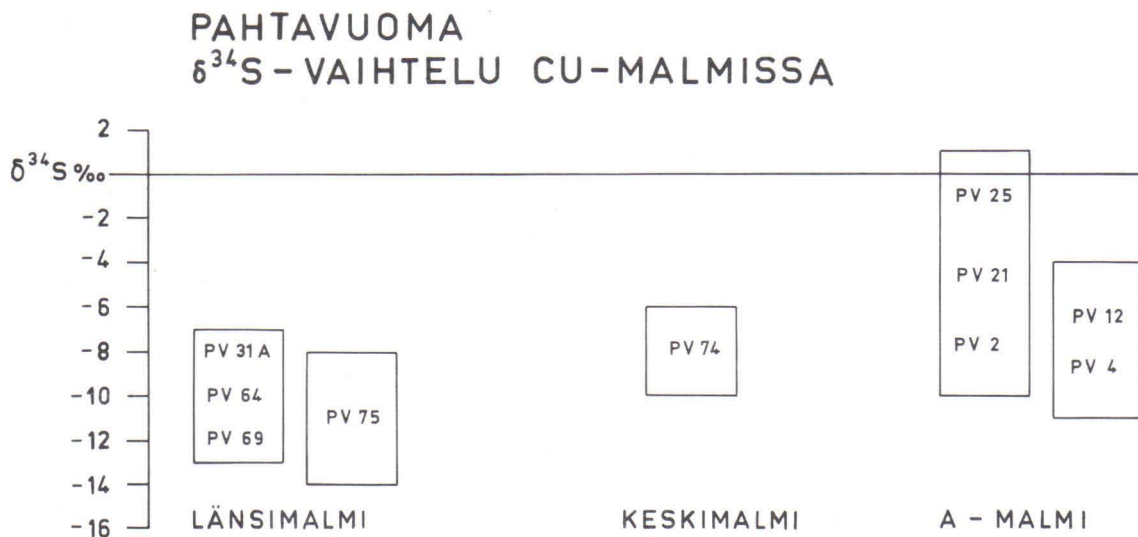 PAHTAVUOMA
δ³⁴S-VAIHTELU CU-MALMISSA
2
δ³⁴S‰
-2
-4
-6
-8
-10
-12
-14
-16
PV 31A
PV 64
PV 69
PV 75
PV 74
PV 25
PV 21
PV 2
PV 12
PV 4
LÄNSIMALMI
KESKIMALMI
A - MALMI